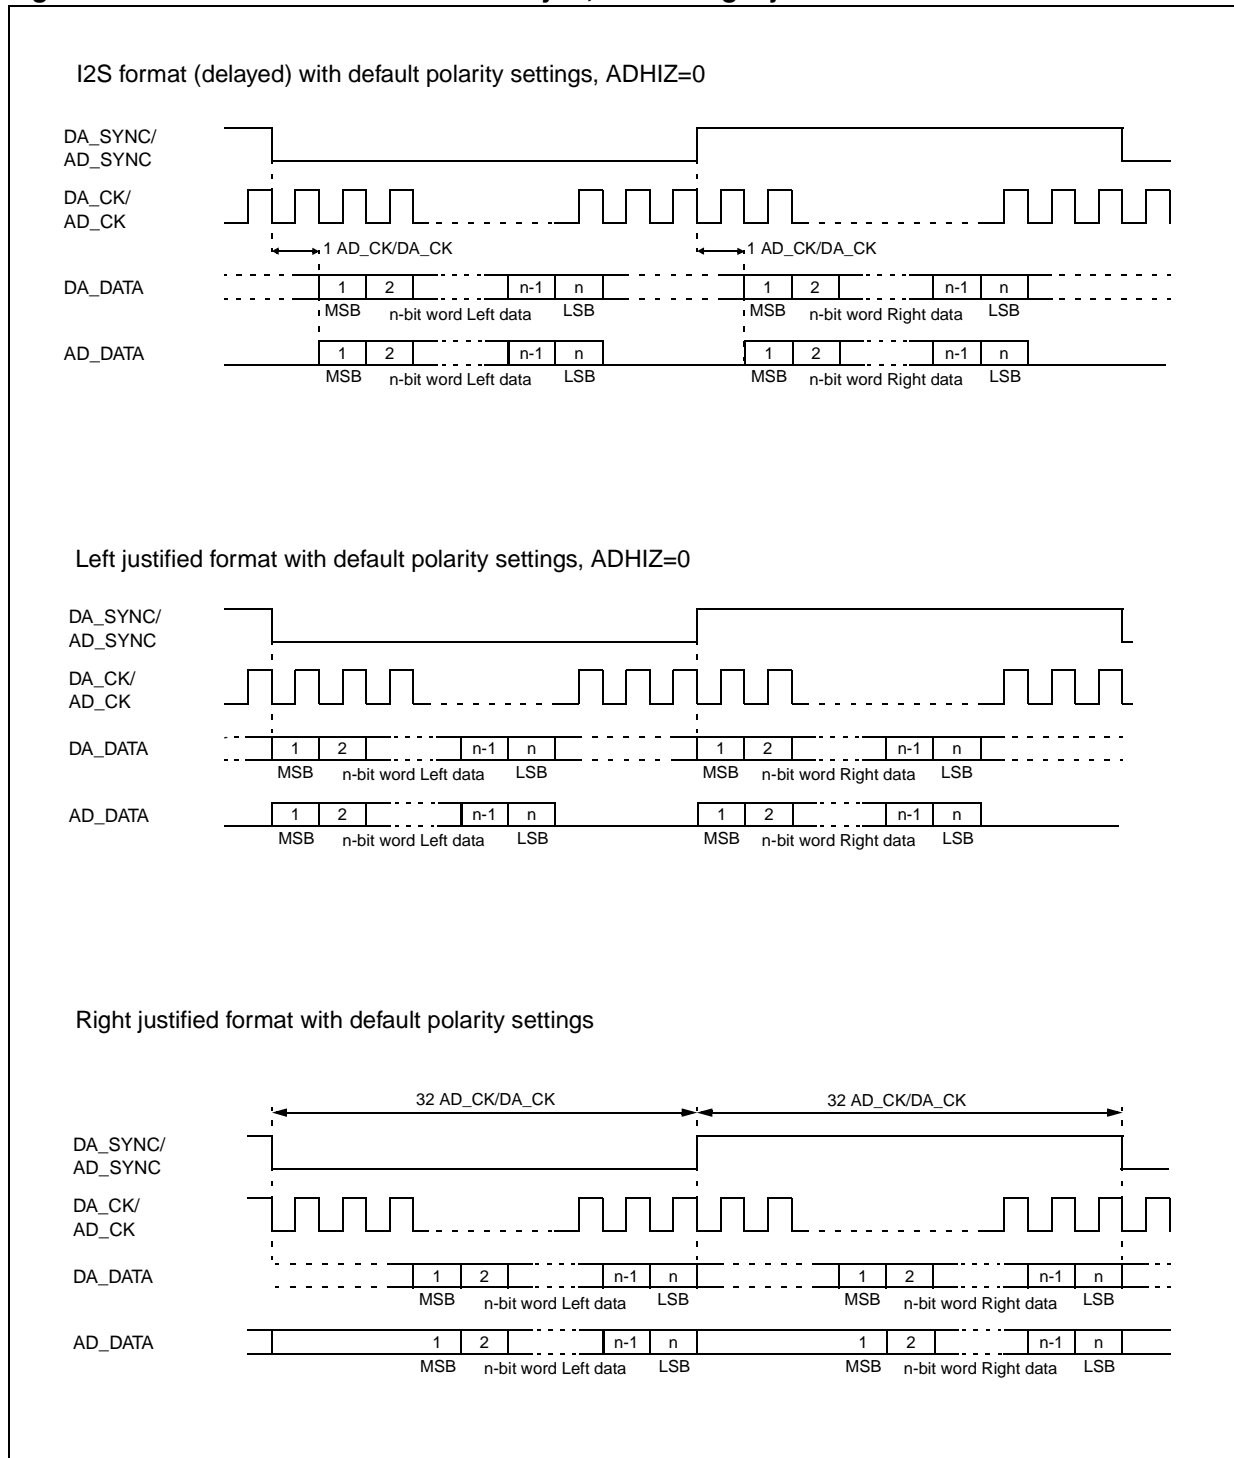 I2S format (delayed) with default polarity settings, ADHIZ=0
DA_SYNC/
AD_SYNC
DA_CK/
AD_CK
1 AD_CK/DA_CK 1 AD_CK/DA_CK
DA_DATA 1 2 n-1 n 1 2 n-1 n
MSB n-bit word Left data LSB MSB n-bit word Right data LSB
AD_DATA 1 2 n-1 n 1 2 n-1 n
MSB n-bit word Left data LSB MSB n-bit word Right data LSB
Left justified format with default polarity settings, ADHIZ=0
DA_SYNC/
AD_SYNC
DA_CK/
AD_CK
DA_DATA 1 2 n-1 n 1 2 n-1 n
MSB n-bit word Left data LSB MSB n-bit word Right data LSB
AD_DATA 1 2 n-1 n 1 2 n-1 n
MSB n-bit word Left data LSB MSB n-bit word Right data LSB
Right justified format with default polarity settings
32 AD_CK/DA_CK 32 AD_CK/DA_CK
DA_SYNC/
AD_SYNC
DA_CK/
AD_CK
DA_DATA 1 2 n-1 n 1 2 n-1 n
MSB n-bit word Left data LSB MSB n-bit word Right data LSB
AD_DATA 1 2 n-1 n 1 2 n-1 n
MSB n-bit word Left data LSB MSB n-bit word Right data LSB